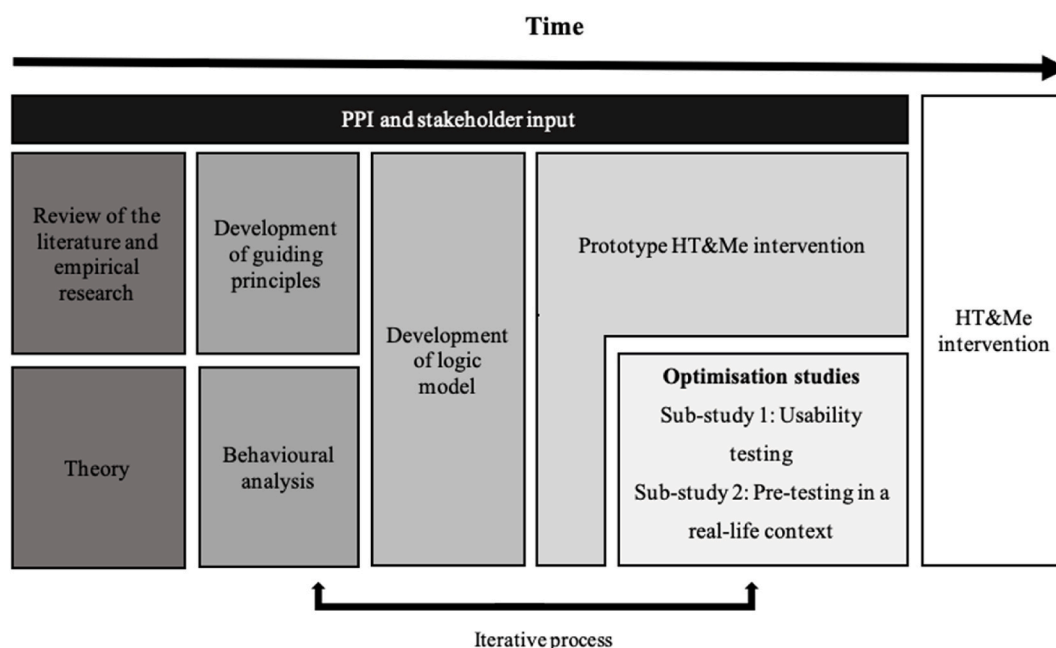 Time
PPI and stakeholder input
Review of the
literature and
empirical
research
Development
of guiding
principles
Development
of logic
model
Prototype HT&Me intervention
HT&Me
intervention
Theory
Behavioural
analysis
Optimisation studies
Sub-study 1: Usability
testing
Sub-study 2: Pre-testing in a
real-life context
Iterative process